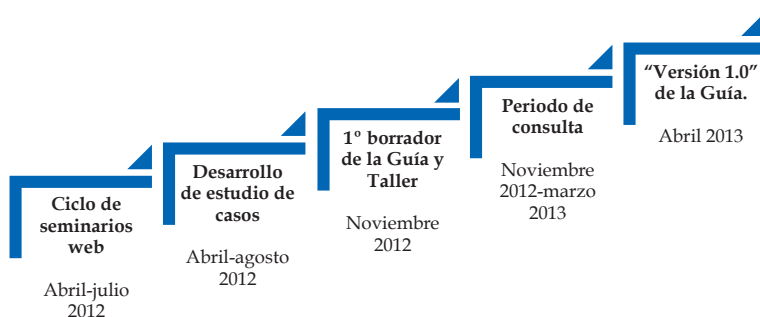 Ciclo de
seminarios
web
Abril-julio
2012
Desarrollo
de estudio de
casos
Abril-agosto
2012
1º borrador
de la Guía y
Taller
Noviembre
2012
Periodo de
consulta
Noviembre
2012-marzo
2013
“Versión 1.0”
de la Guía.
Abril 2013